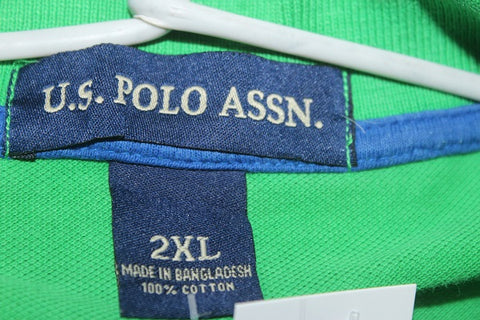 U.S. POLO ASSN.
2XL
MADE IN BANGLADESH
100% COTTON